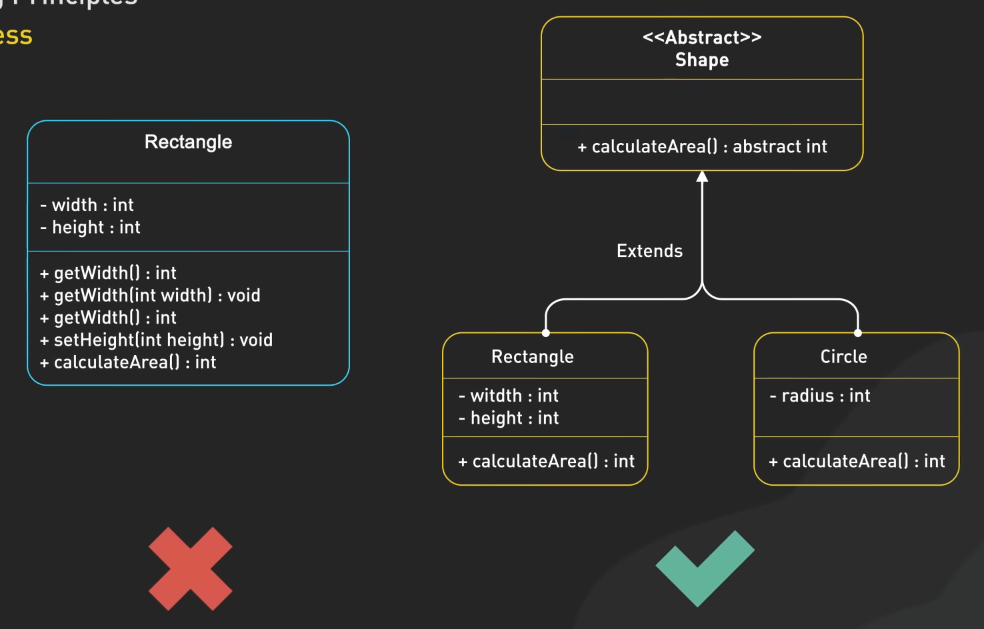 Principles
ess
Rectangle
- width : int
- height : int
+ getWidth() : int
+ getWidth(int width) : void
+ getWidth() : int
+ setHeight(int height) : void
+ calculateArea() : int
<<Abstract>>
Shape
+ calculateArea() : abstract int
Extends
Rectangle
- witdth : int
- height : int
+ calculateArea() : int
Circle
- radius : int
+ calculateArea() : int